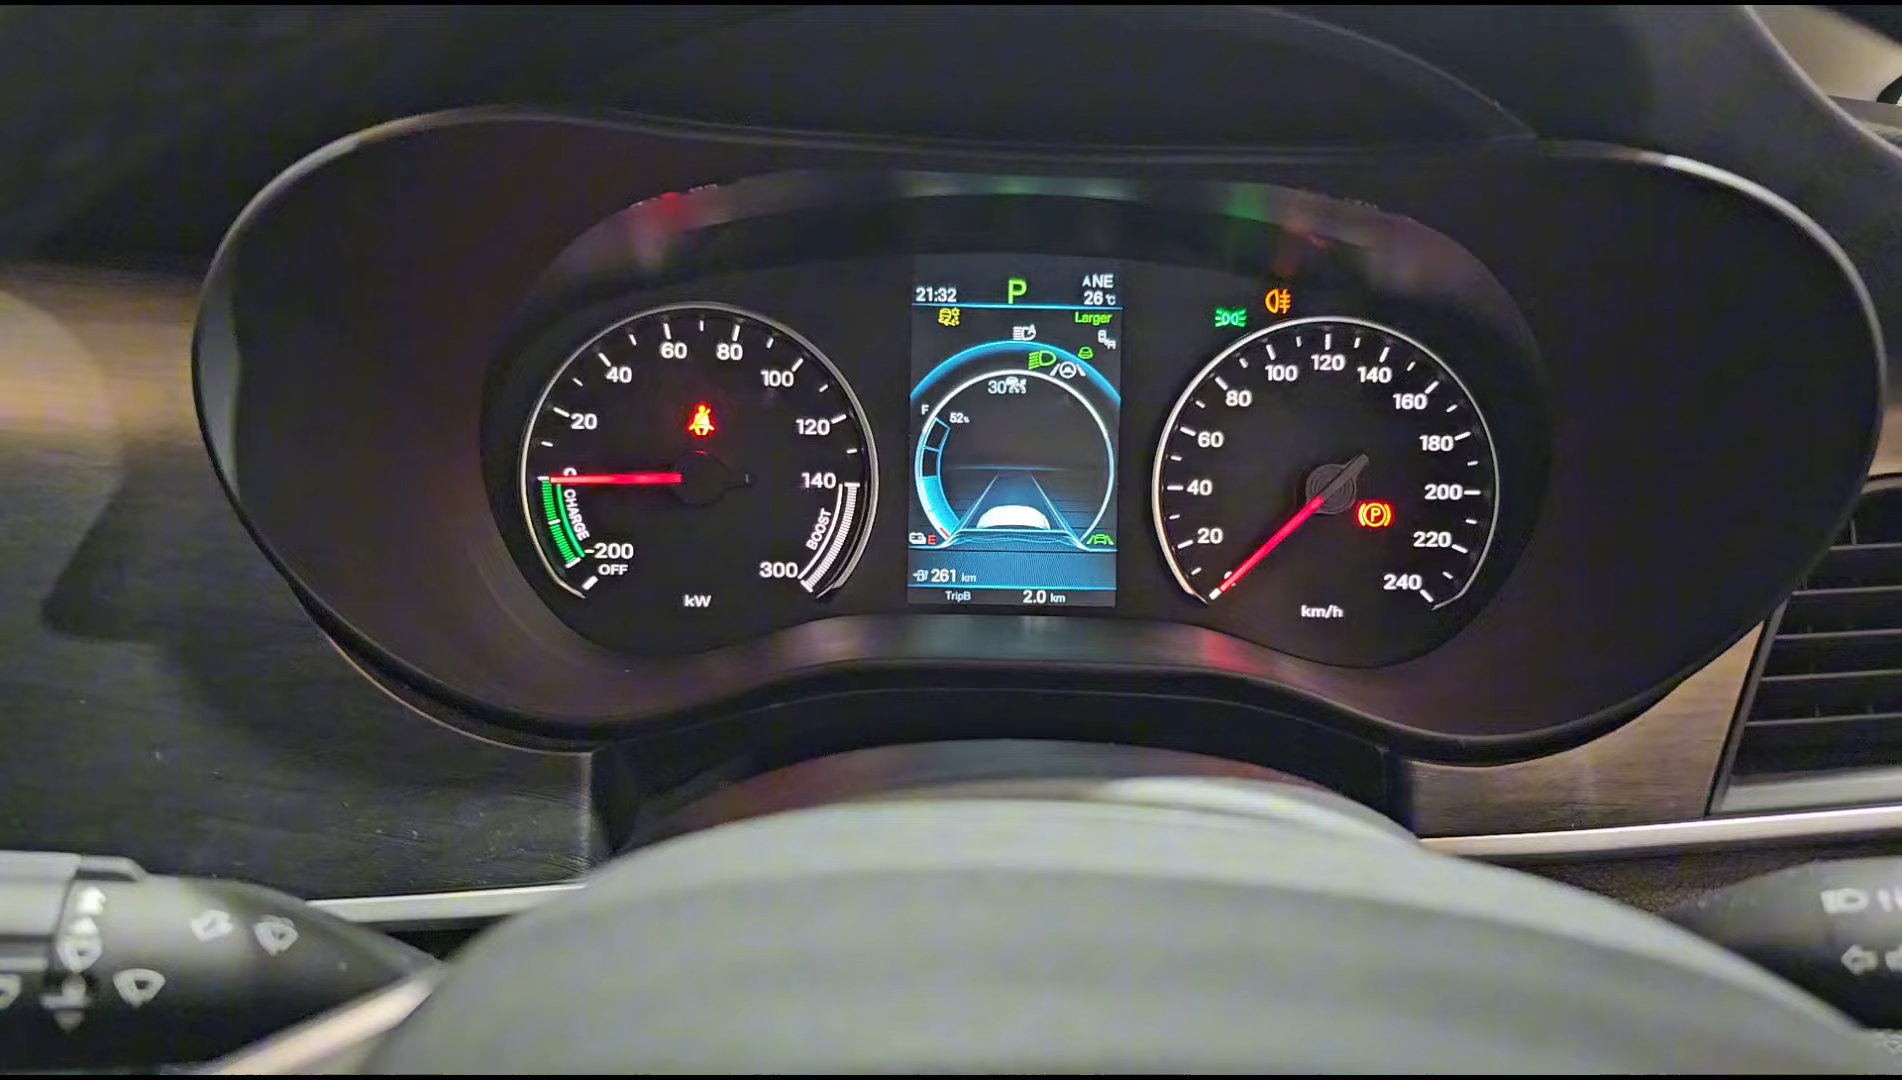 21:32
P
ANE
26℃
Larger
A
30
F
52%
E
261 km
TripB
2.0 km
0
20
40
60
80
100
120
140
300
CHARGE
-200
OFF
BOOST
kW
20
40
60
80
100
120
140
160
180
200
220
240
P
km/h